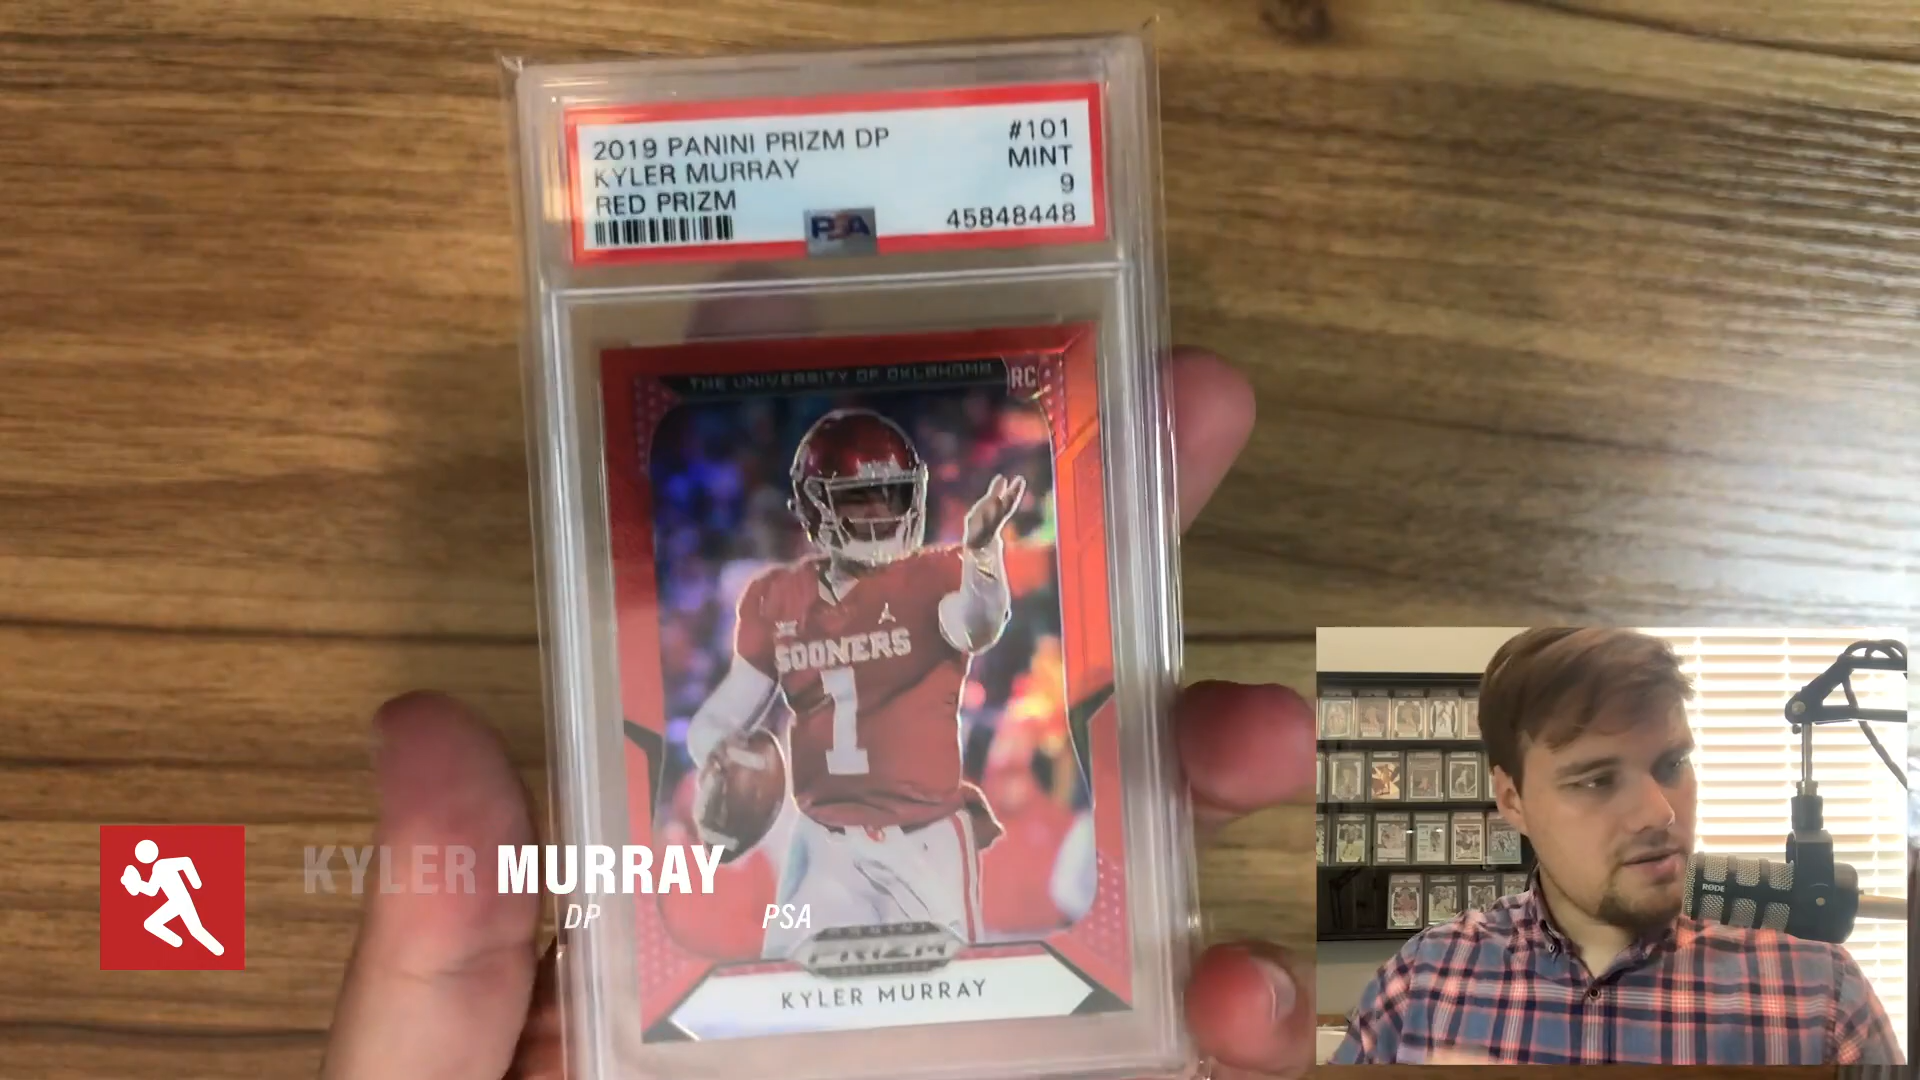 2019 PANINI PRIZM DP #101
KYLER MURRAY MINT
RED PRIZM 9
PSA 45848448
THE UNIVERSITY OF OKLAHOMA RC
SOONERS
1
PRIZM
KYLER MURRAY
KYLER MURRAY
DP PSA
RØDE